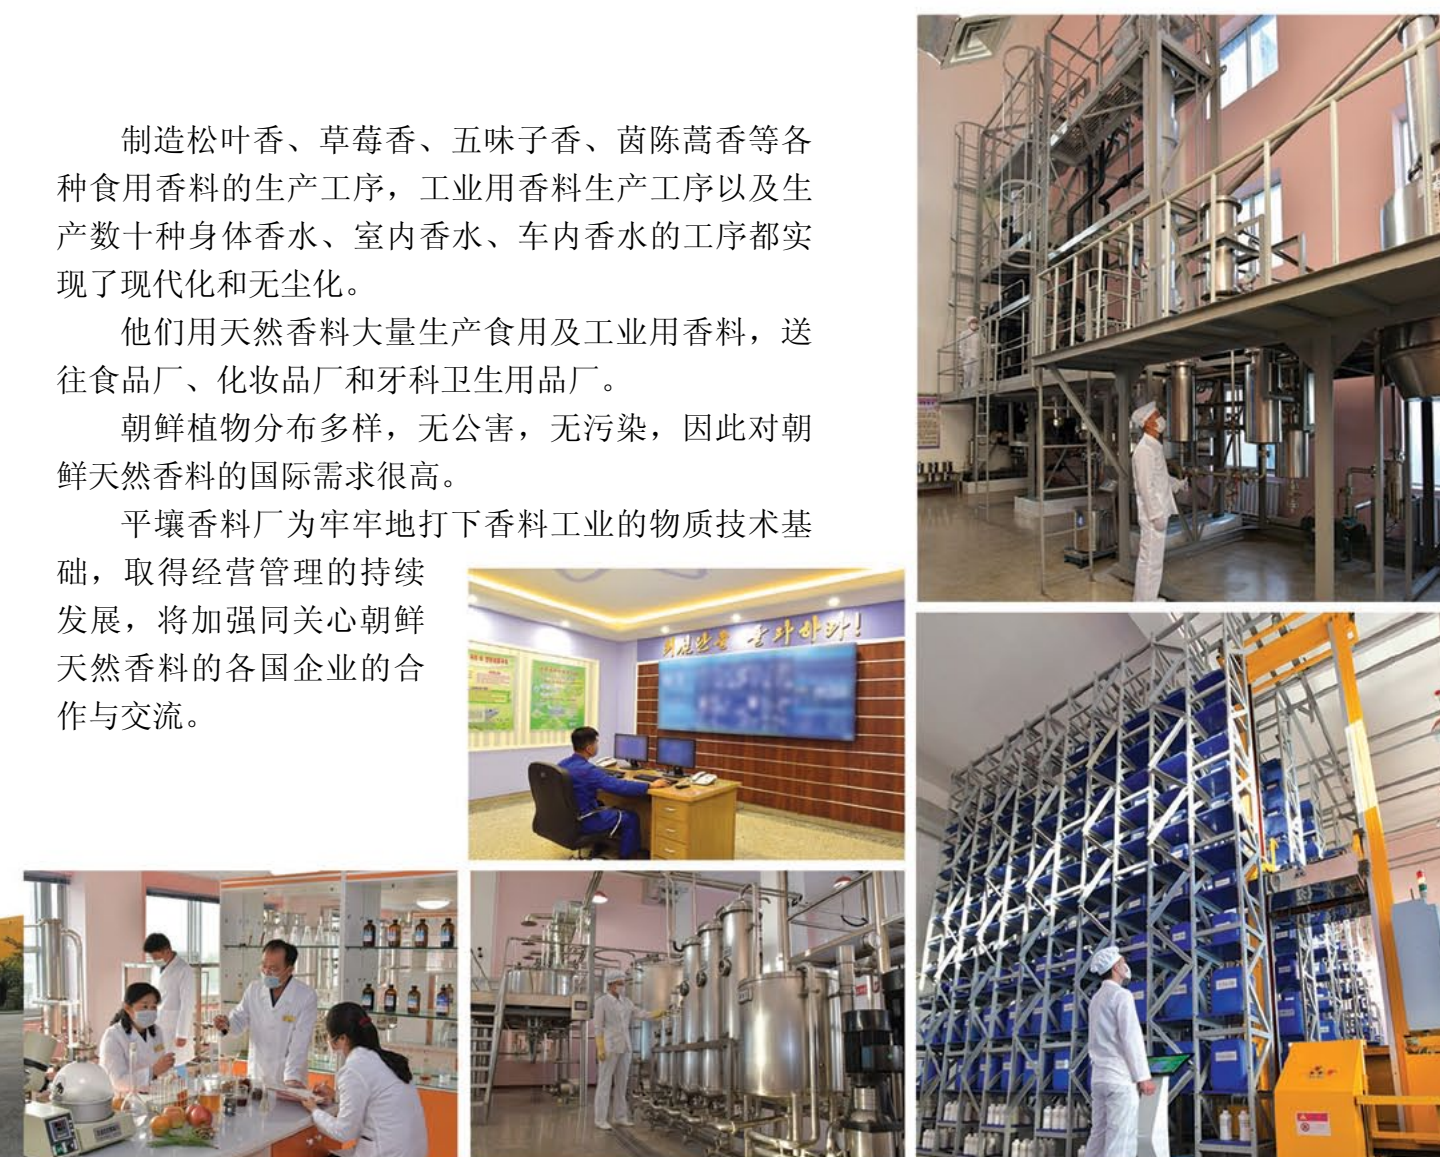 制造松叶香、草莓香、五味子香、茵陈蒿香等各
种食用香料的生产工序，工业用香料生产工序以及生
产数十种身体香水、室内香水、车内香水的工序都实
现了现代化和无尘化。
他们用天然香料大量生产食用及工业用香料，送
往食品厂、化妆品厂和牙科卫生用品厂。
朝鲜植物分布多样，无公害，无污染，因此对朝
鲜天然香料的国际需求很高。
平壤香料厂为牢牢地打下香料工业的物质技术基
础，取得经营管理的持续
发展，将加强同关心朝鲜
天然香料的各国企业的合
作与交流。
최첨단을 돌파하라!